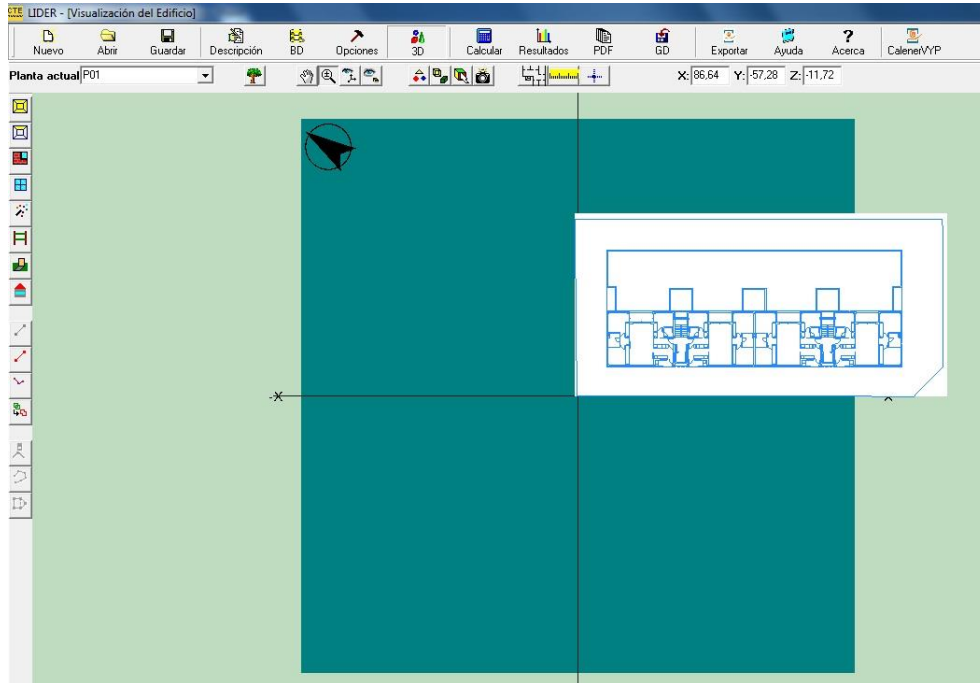 CTE LIDER - [Visualización del Edificio]
Nuevo Abrir Guardar Descripción BD Opciones 3D Calcular Resultados PDF GD Exportar Ayuda Acerca CalenerVYP
Planta actual P01 X: 86,64 Y: -57,28 Z: -11,72
-X
X